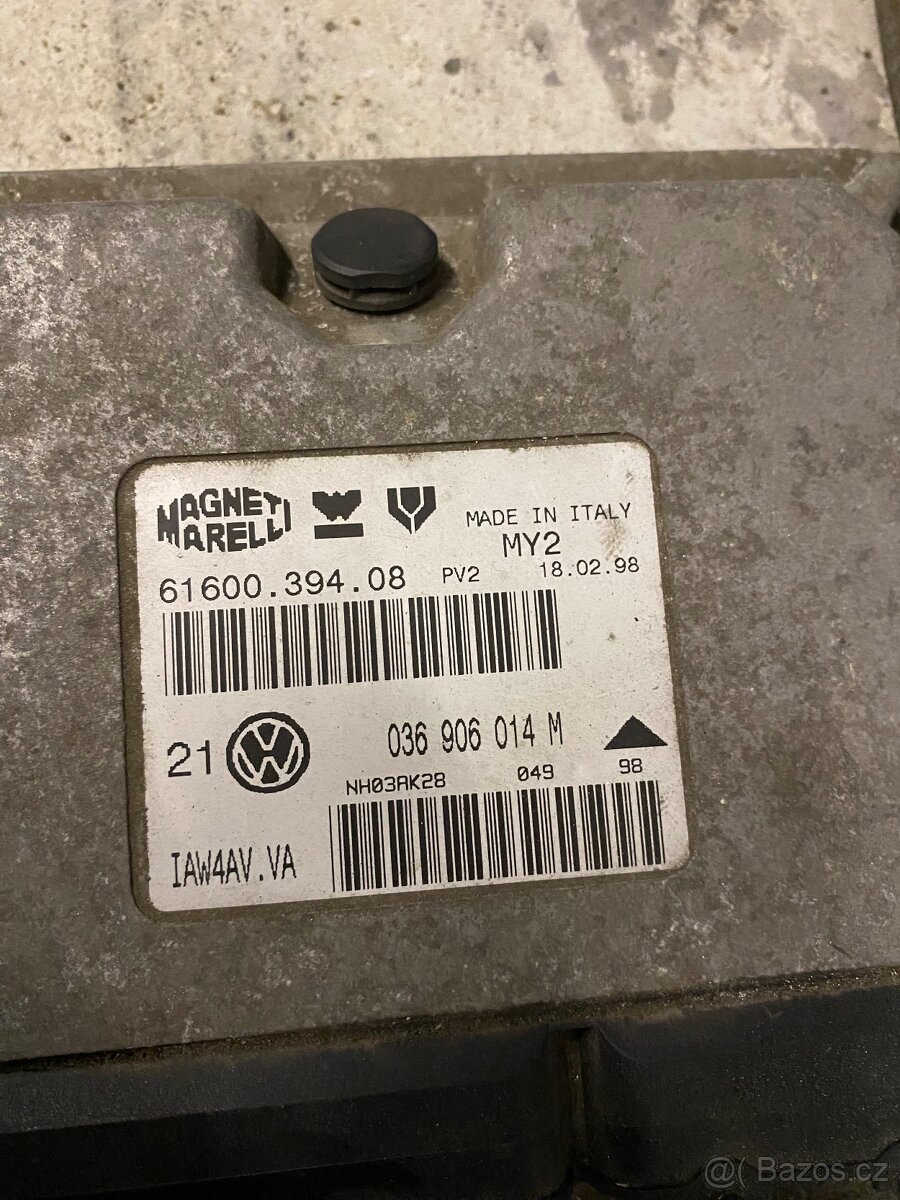 MAGNETI MARELLI
MADE IN ITALY
MY2
61600.394.08 PV2 18.02.98
21 VW 036 906 014 M
NH03AK28 049 98
IAW4AV.VA
@( Bazos.cz